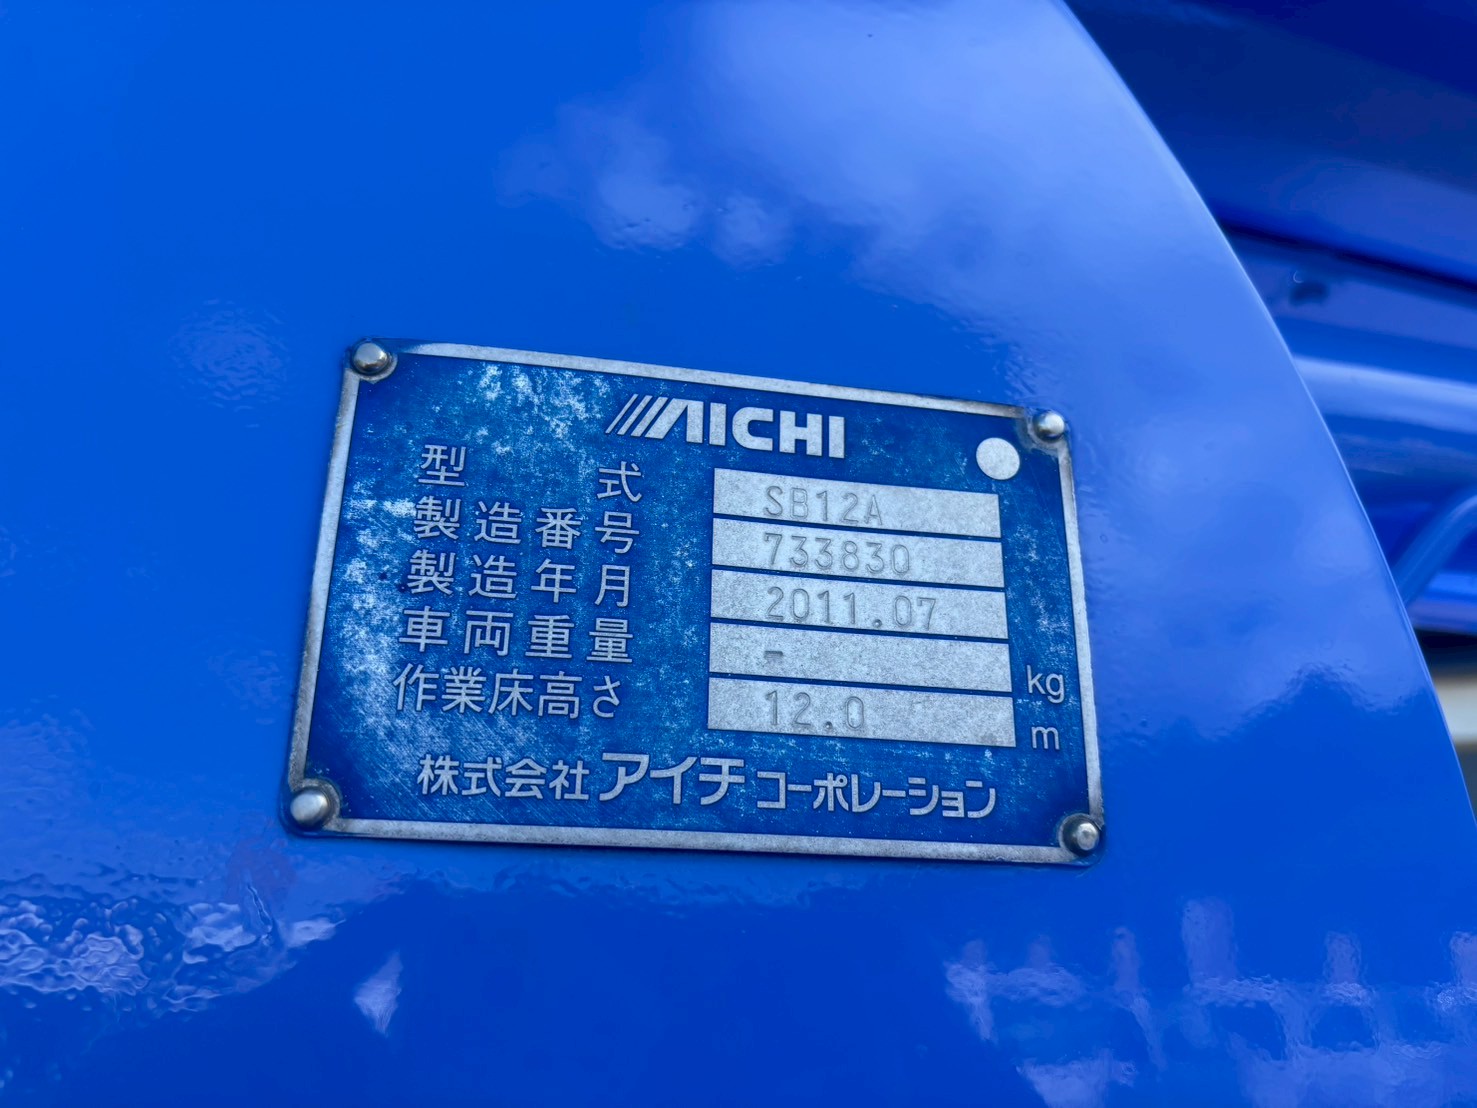 AICHI
型式 SB12A
製造番号 733830
製造年月 2011.07
車両重量 - kg
作業床高さ 12.0 m
株式会社アイチコーポレーション